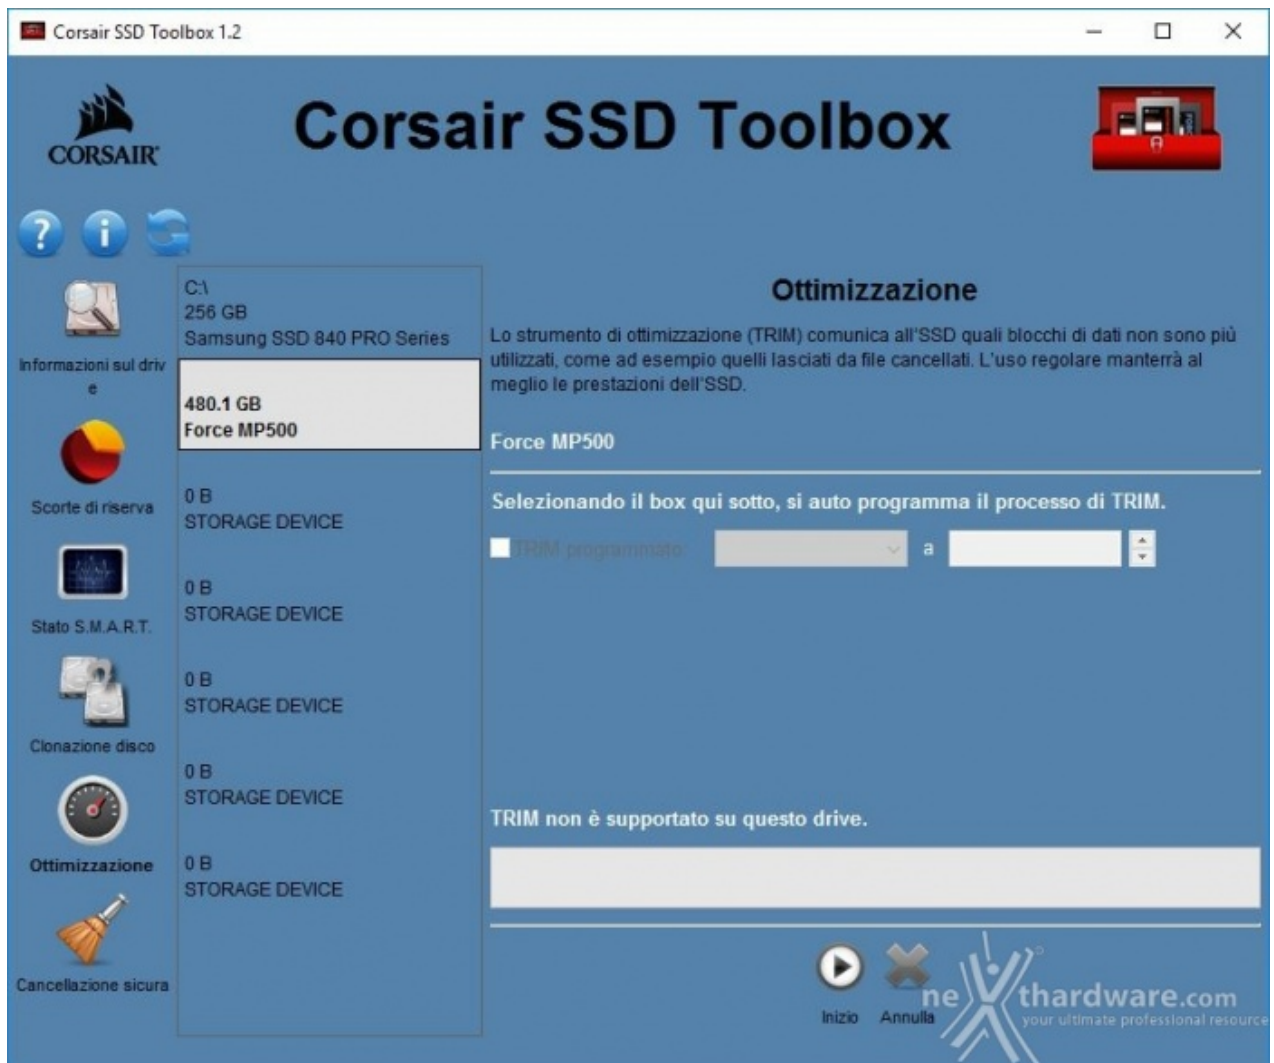 Corsair SSD Toolbox 1.2
CORSAIR
Corsair SSD Toolbox
Informazioni sul driv
e
Scorte di riserva
Stato S.M.A.R.T.
Clonazione disco
Ottimizzazione
Cancellazione sicura
C:\
256 GB
Samsung SSD 840 PRO Series
480.1 GB
Force MP500
0 B
STORAGE DEVICE
0 B
STORAGE DEVICE
0 B
STORAGE DEVICE
0 B
STORAGE DEVICE
0 B
STORAGE DEVICE
Ottimizzazione
Lo strumento di ottimizzazione (TRIM) comunica all'SSD quali blocchi di dati non sono più
utilizzati, come ad esempio quelli lasciati da file cancellati. L'uso regolare manterrà al
meglio le prestazioni dell'SSD.
Force MP500
Selezionando il box qui sotto, si auto programma il processo di TRIM.
TRIM programmato: a
TRIM non è supportato su questo drive.
Inizio Annulla
nexthardware.com
your ultimate professional resource